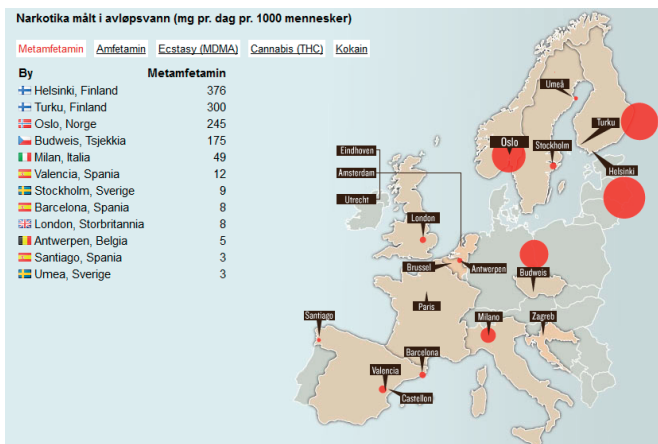 Narkotika målt i avløpsvann (mg pr. dag pr. 1000 mennesker)
Metamfetamin Amfetamin Ecstasy (MDMA) Cannabis (THC) Kokain
By Metamfetamin
Helsinki, Finland 376
Turku, Finland 300
Oslo, Norge 245
Budweis, Tsjekkia 175
Milan, Italia 49
Valencia, Spania 12
Stockholm, Sverige 9
Barcelona, Spania 8
London, Storbritannia 8
Antwerpen, Belgia 5
Santiago, Spania 3
Umea, Sverige 3
Umeå
Turku
Oslo
Stockholm
Eindhoven
Helsinki
Amsterdam
Utrecht
London
Brussel
Antwerpen
Budweis
Paris
Santiago
Milano
Zagreb
Barcelona
Valencia
Castellon